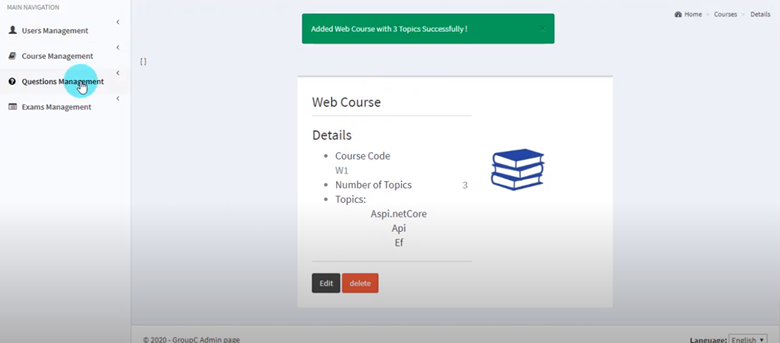 MAIN NAVIGATION
Users Management
Course Management
Questions Management
Exams Management
Added Web Course with 3 Topics Successfully !
Home
Courses
Details
{}
Web Course
Details
Course Code
W1
Number of Topics 3
Topics:
Aspi.netCore
Api
Ef
Edit
delete
© 2020 - GroupC Admin page
Language: English